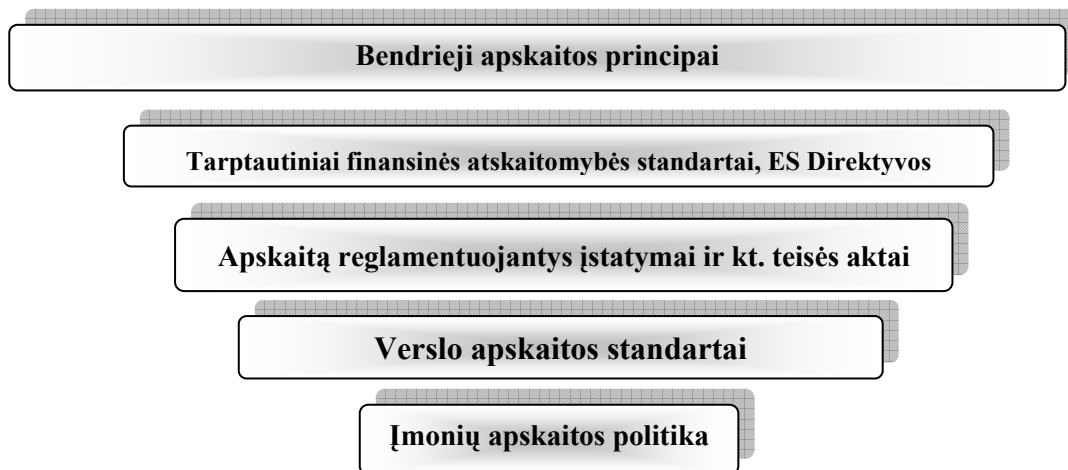 Bendrieji apskaitos principai
Tarptautiniai finansinės atskaitomybės standartai, ES Direktyvos
Apskaitą reglamentuojantys įstatymai ir kt. teisės aktai
Verslo apskaitos standartai
Įmonių apskaitos politika